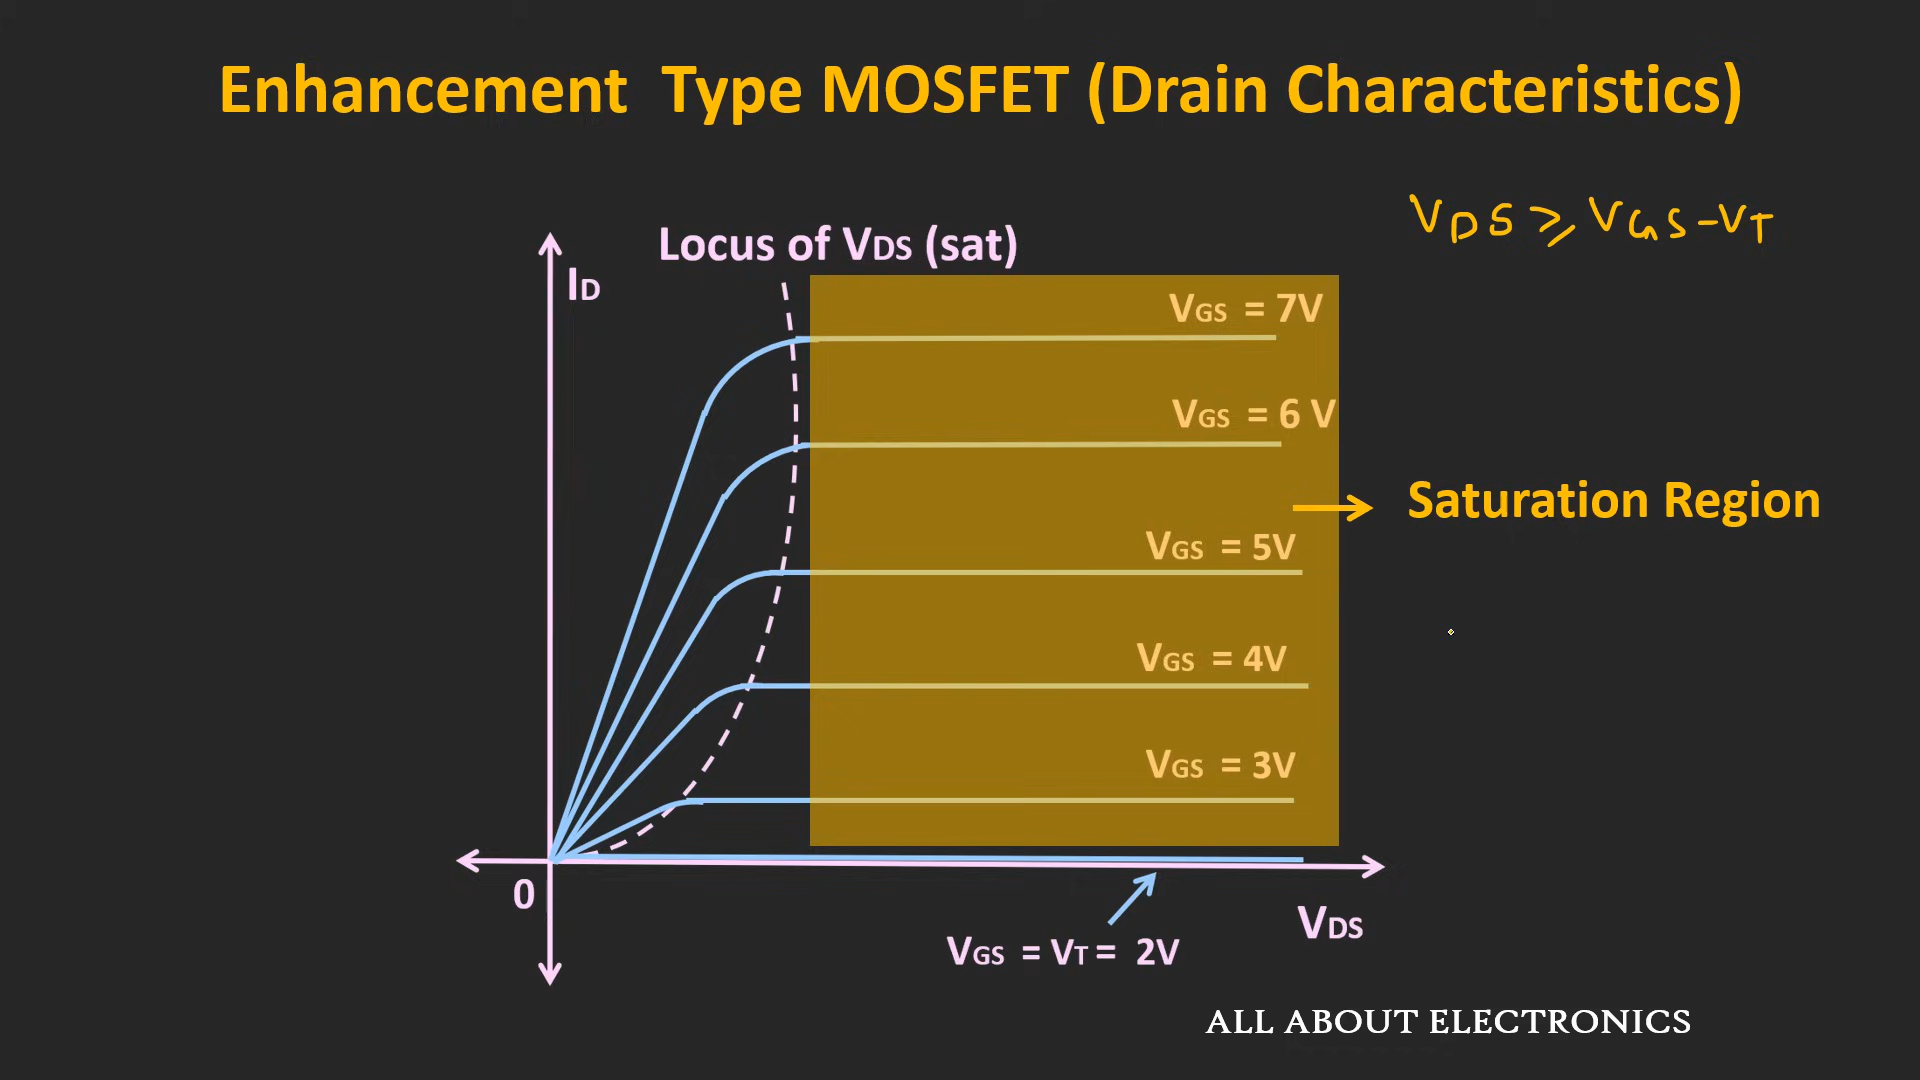 Enhancement Type MOSFET (Drain Characteristics)
VDS ≥ VGS - VT
Locus of VDS (sat)
ID
VGS = 7V
VGS = 6 V
Saturation Region
VGS = 5V
VGS = 4V
VGS = 3V
0
VDS
VGS = VT = 2V
ALL ABOUT ELECTRONICS